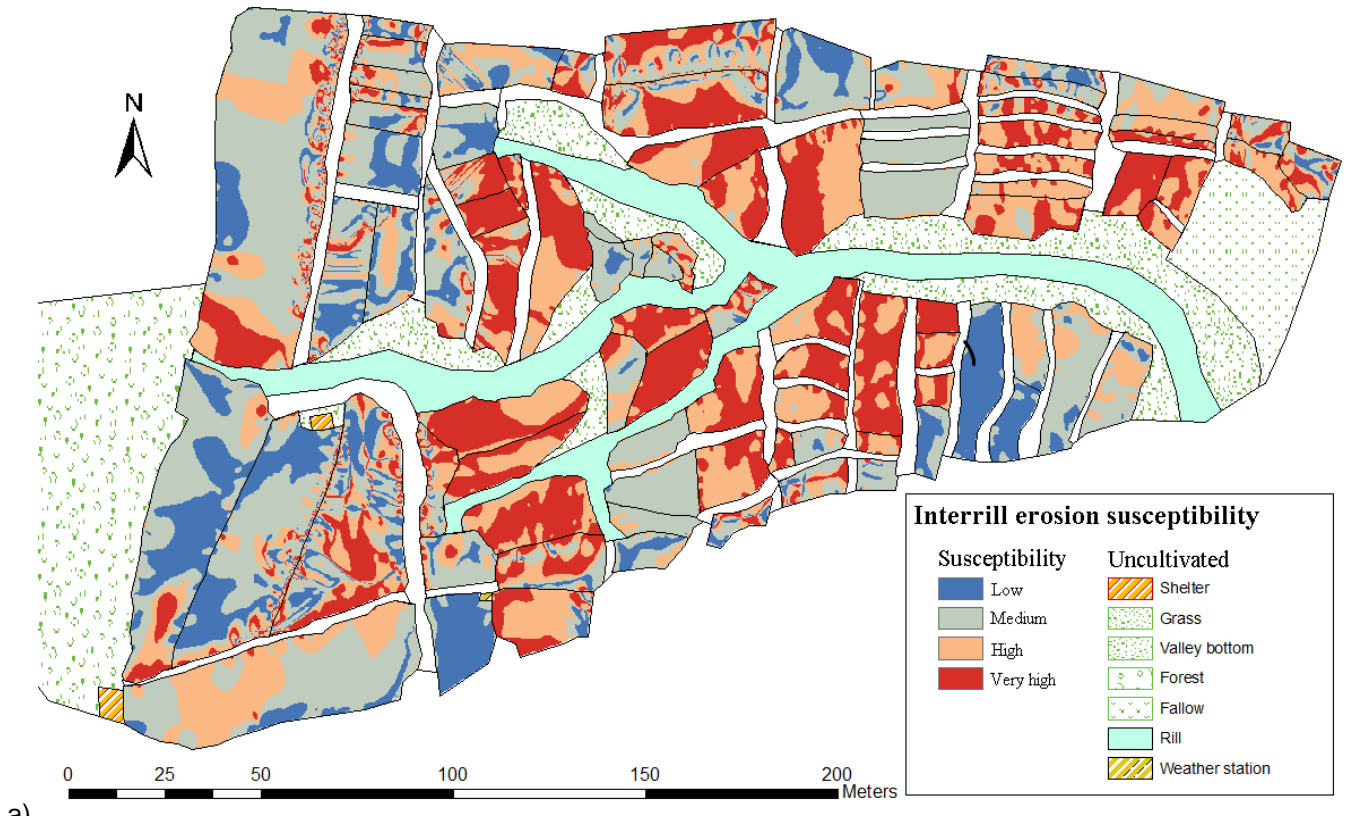 N
Interrill erosion susceptibility
Susceptibility
Low
Medium
High
Very high
Uncultivated
Shelter
Grass
Valley bottom
Forest
Fallow
Rill
Weather station
0 25 50 100 150 200
Meters
a)